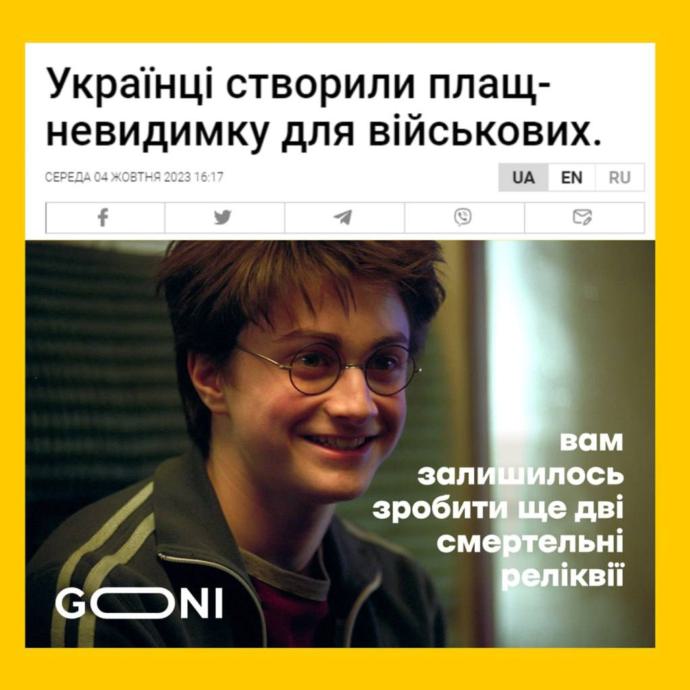 Українці створили плащ-
невидимку для військових.
СЕРЕДА 04 ЖОВТНЯ 2023 16:17
UA EN RU
вам
залишилось
зробити ще дві
смертельні
реліквії
GOONI